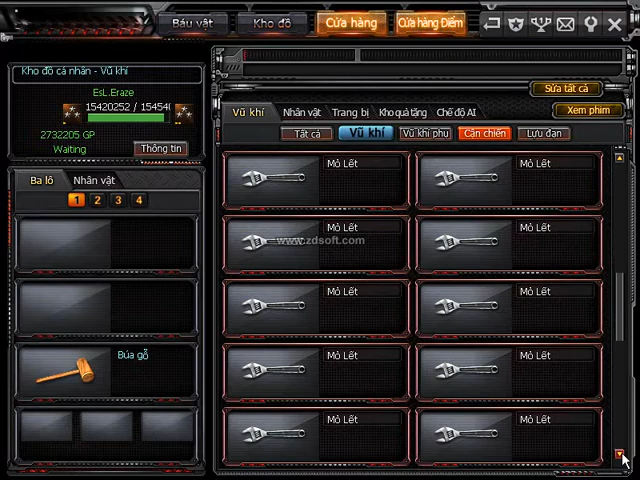 Báu vật Kho đồ Cửa hàng Cửa hàng Điểm
Kho đồ cá nhân - Vũ khí
EsL.Eraze
15420252 / 15454
2732205 GP
Waiting
Thông tin
Ba lô Nhân vật
1 2 3 4
Búa gỗ
Sửa tất cả
Vũ khí Nhân vật Trang bị Kho quà tặng Chế độ AI Xem phim
Tất cả Vũ khí Vũ khí phụ Cận chiến Lưu đạn
Mỏ Lết Mỏ Lết
Mỏ Lết Mỏ Lết
www.zdsoft.com
Mỏ Lết Mỏ Lết
Mỏ Lết Mỏ Lết
Mỏ Lết Mỏ Lết